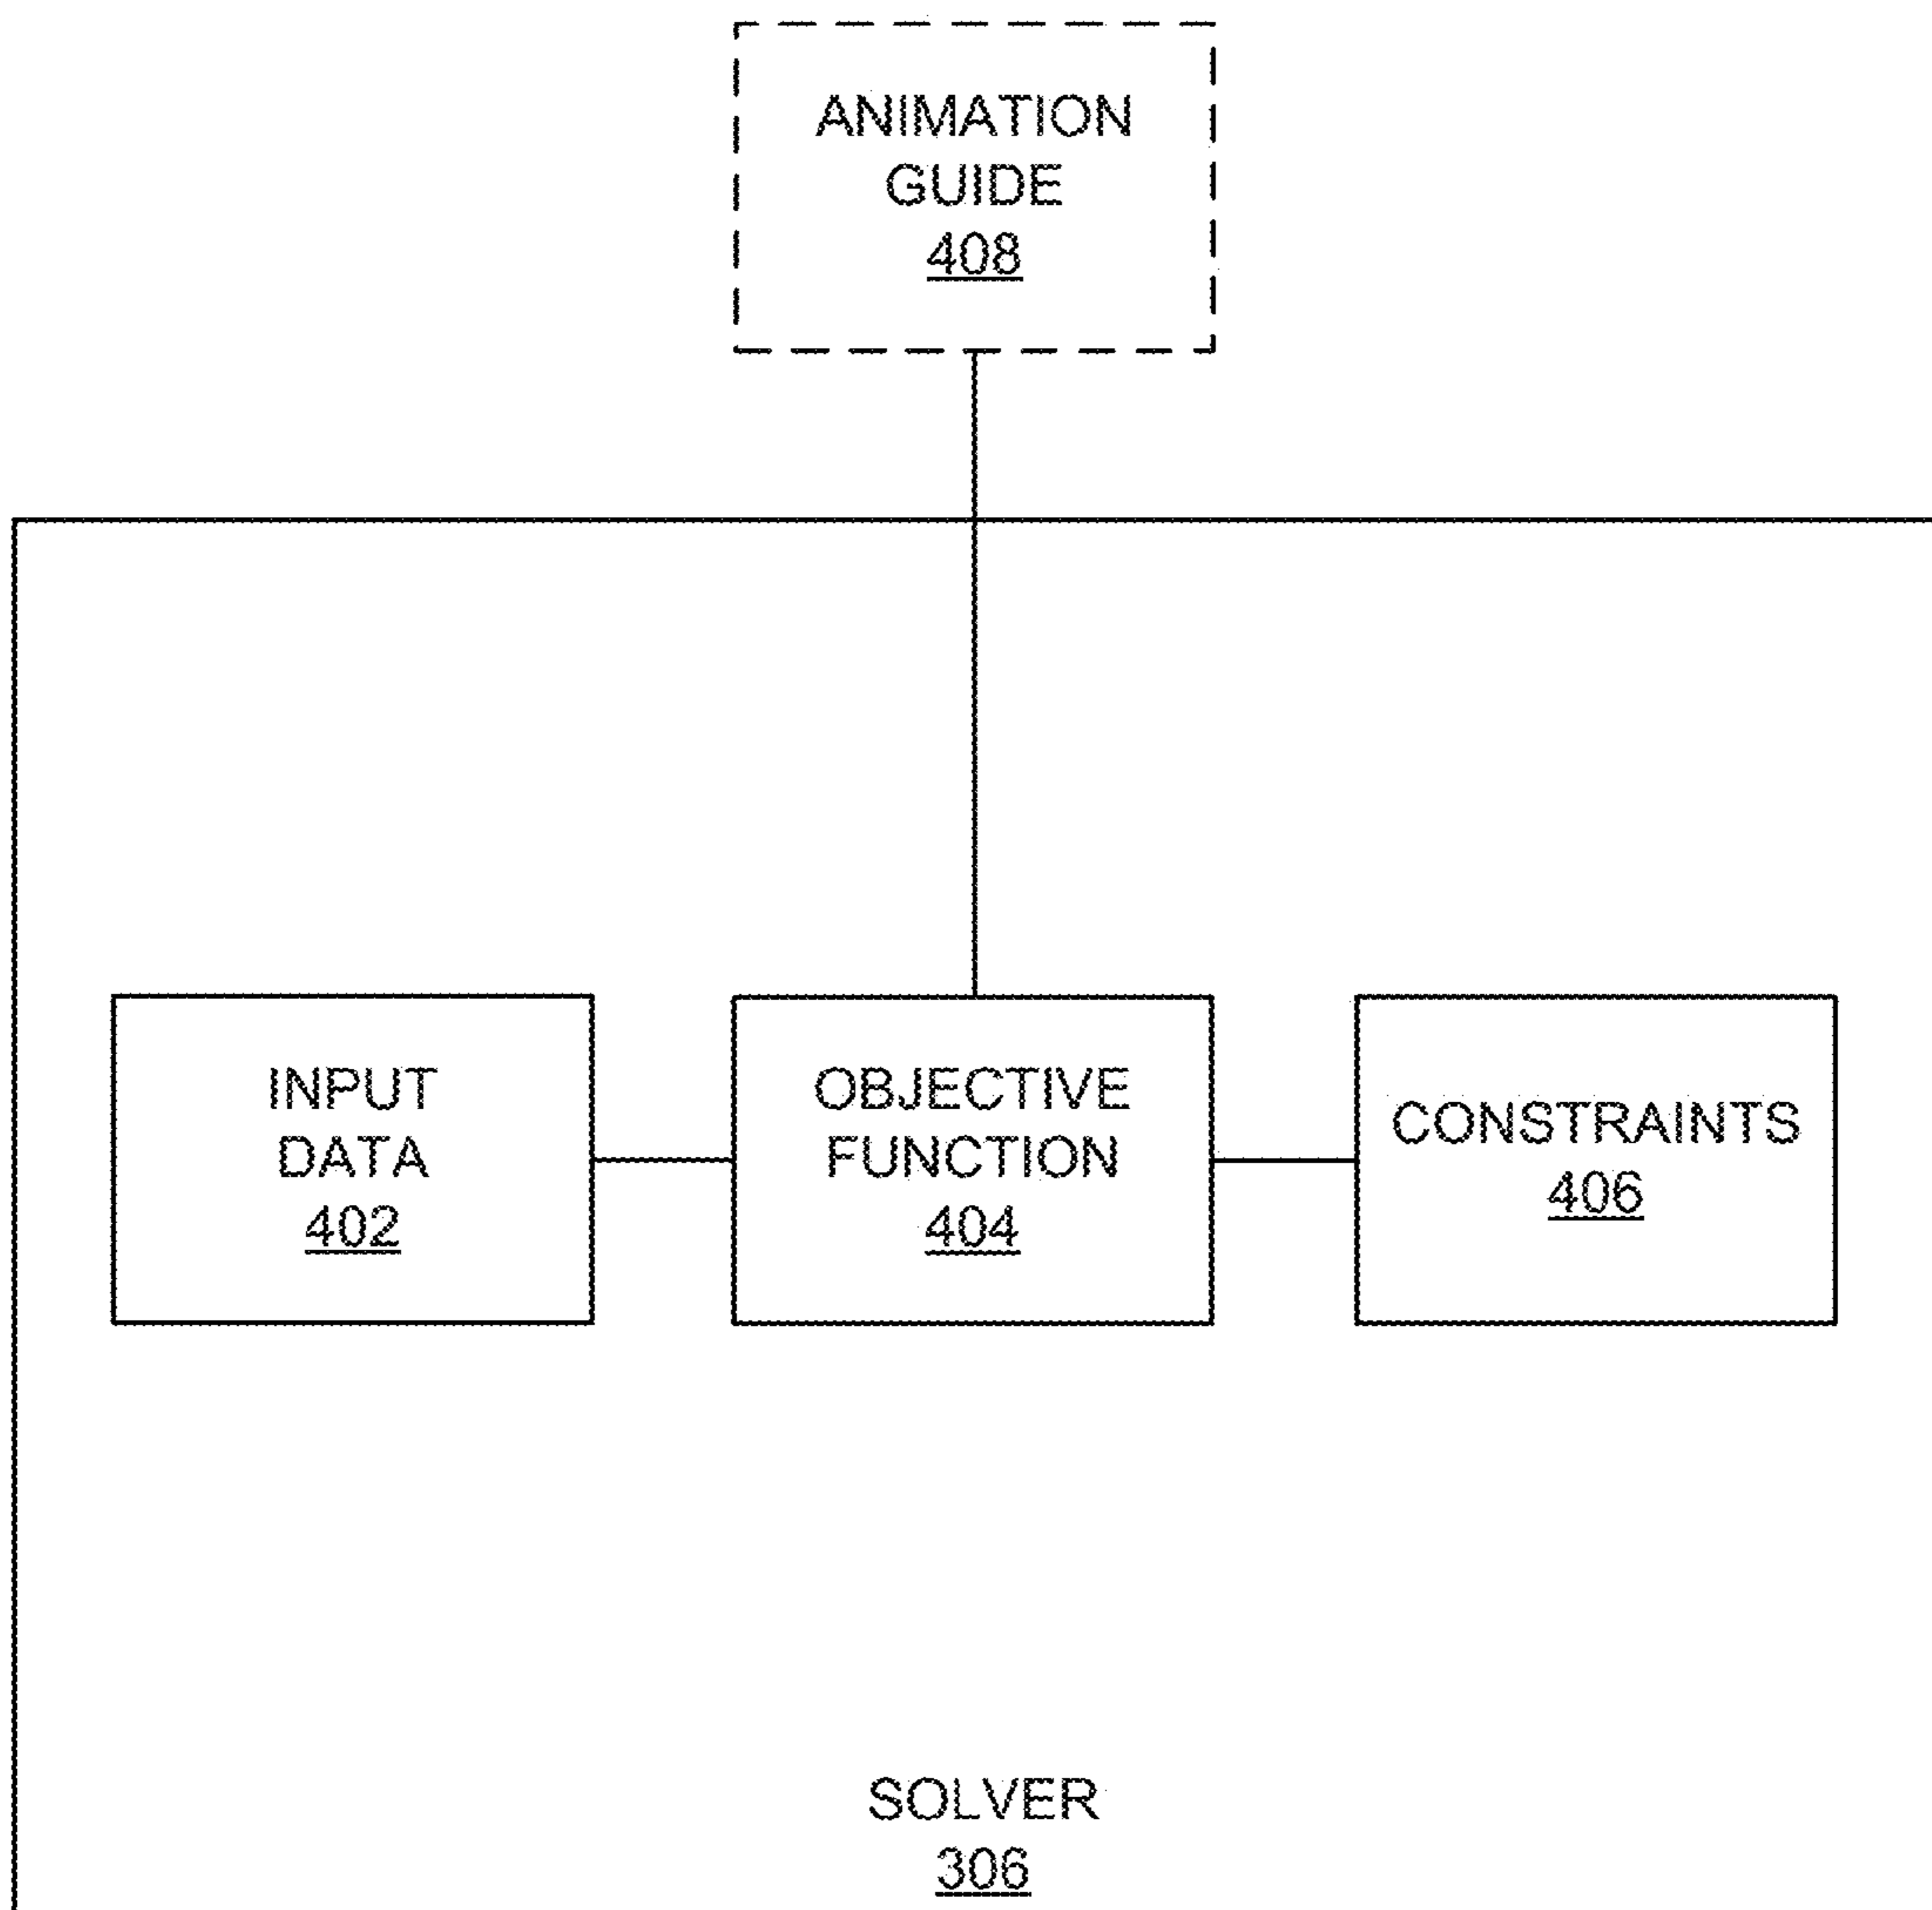 ANIMATION
GUIDE
408
INPUT
DATA
402
OBJECTIVE
FUNCTION
404
CONSTRAINTS
406
SOLVER
306